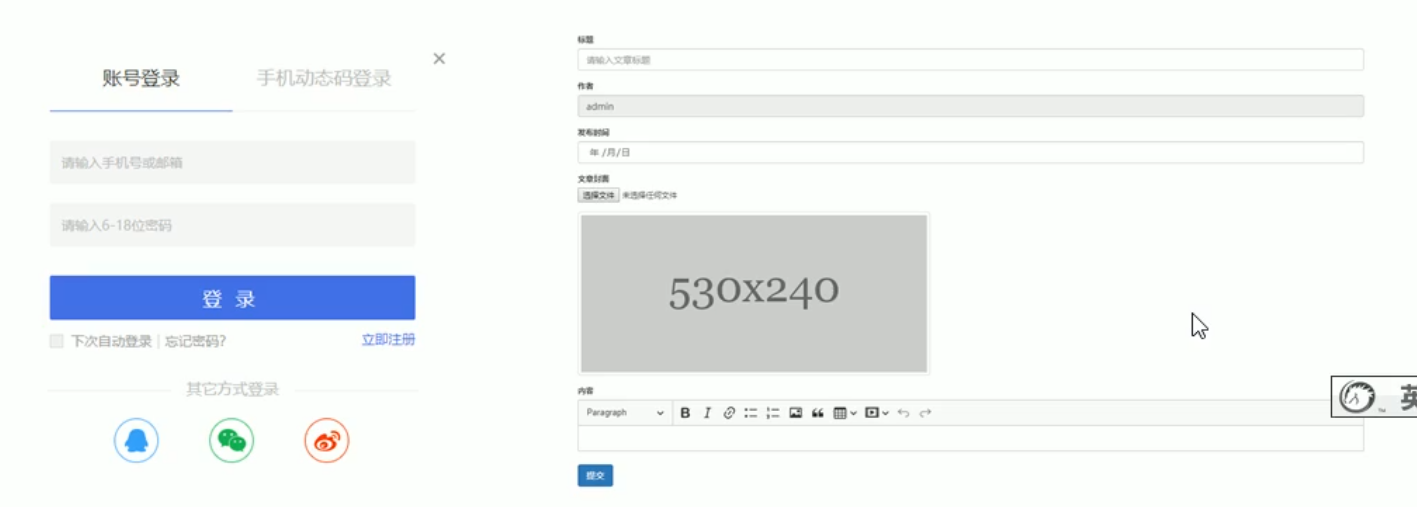 账号登录
手机动态码登录
请输入手机号或邮箱
请输入6-18位密码
登 录
下次自动登录 | 忘记密码?
立即注册
其它方式登录
标题
请输入文章标题
作者
admin
发布时间
年 /月/日
文章封面
选择文件 未选择任何文件
530x240
内容
Paragraph
提交
英